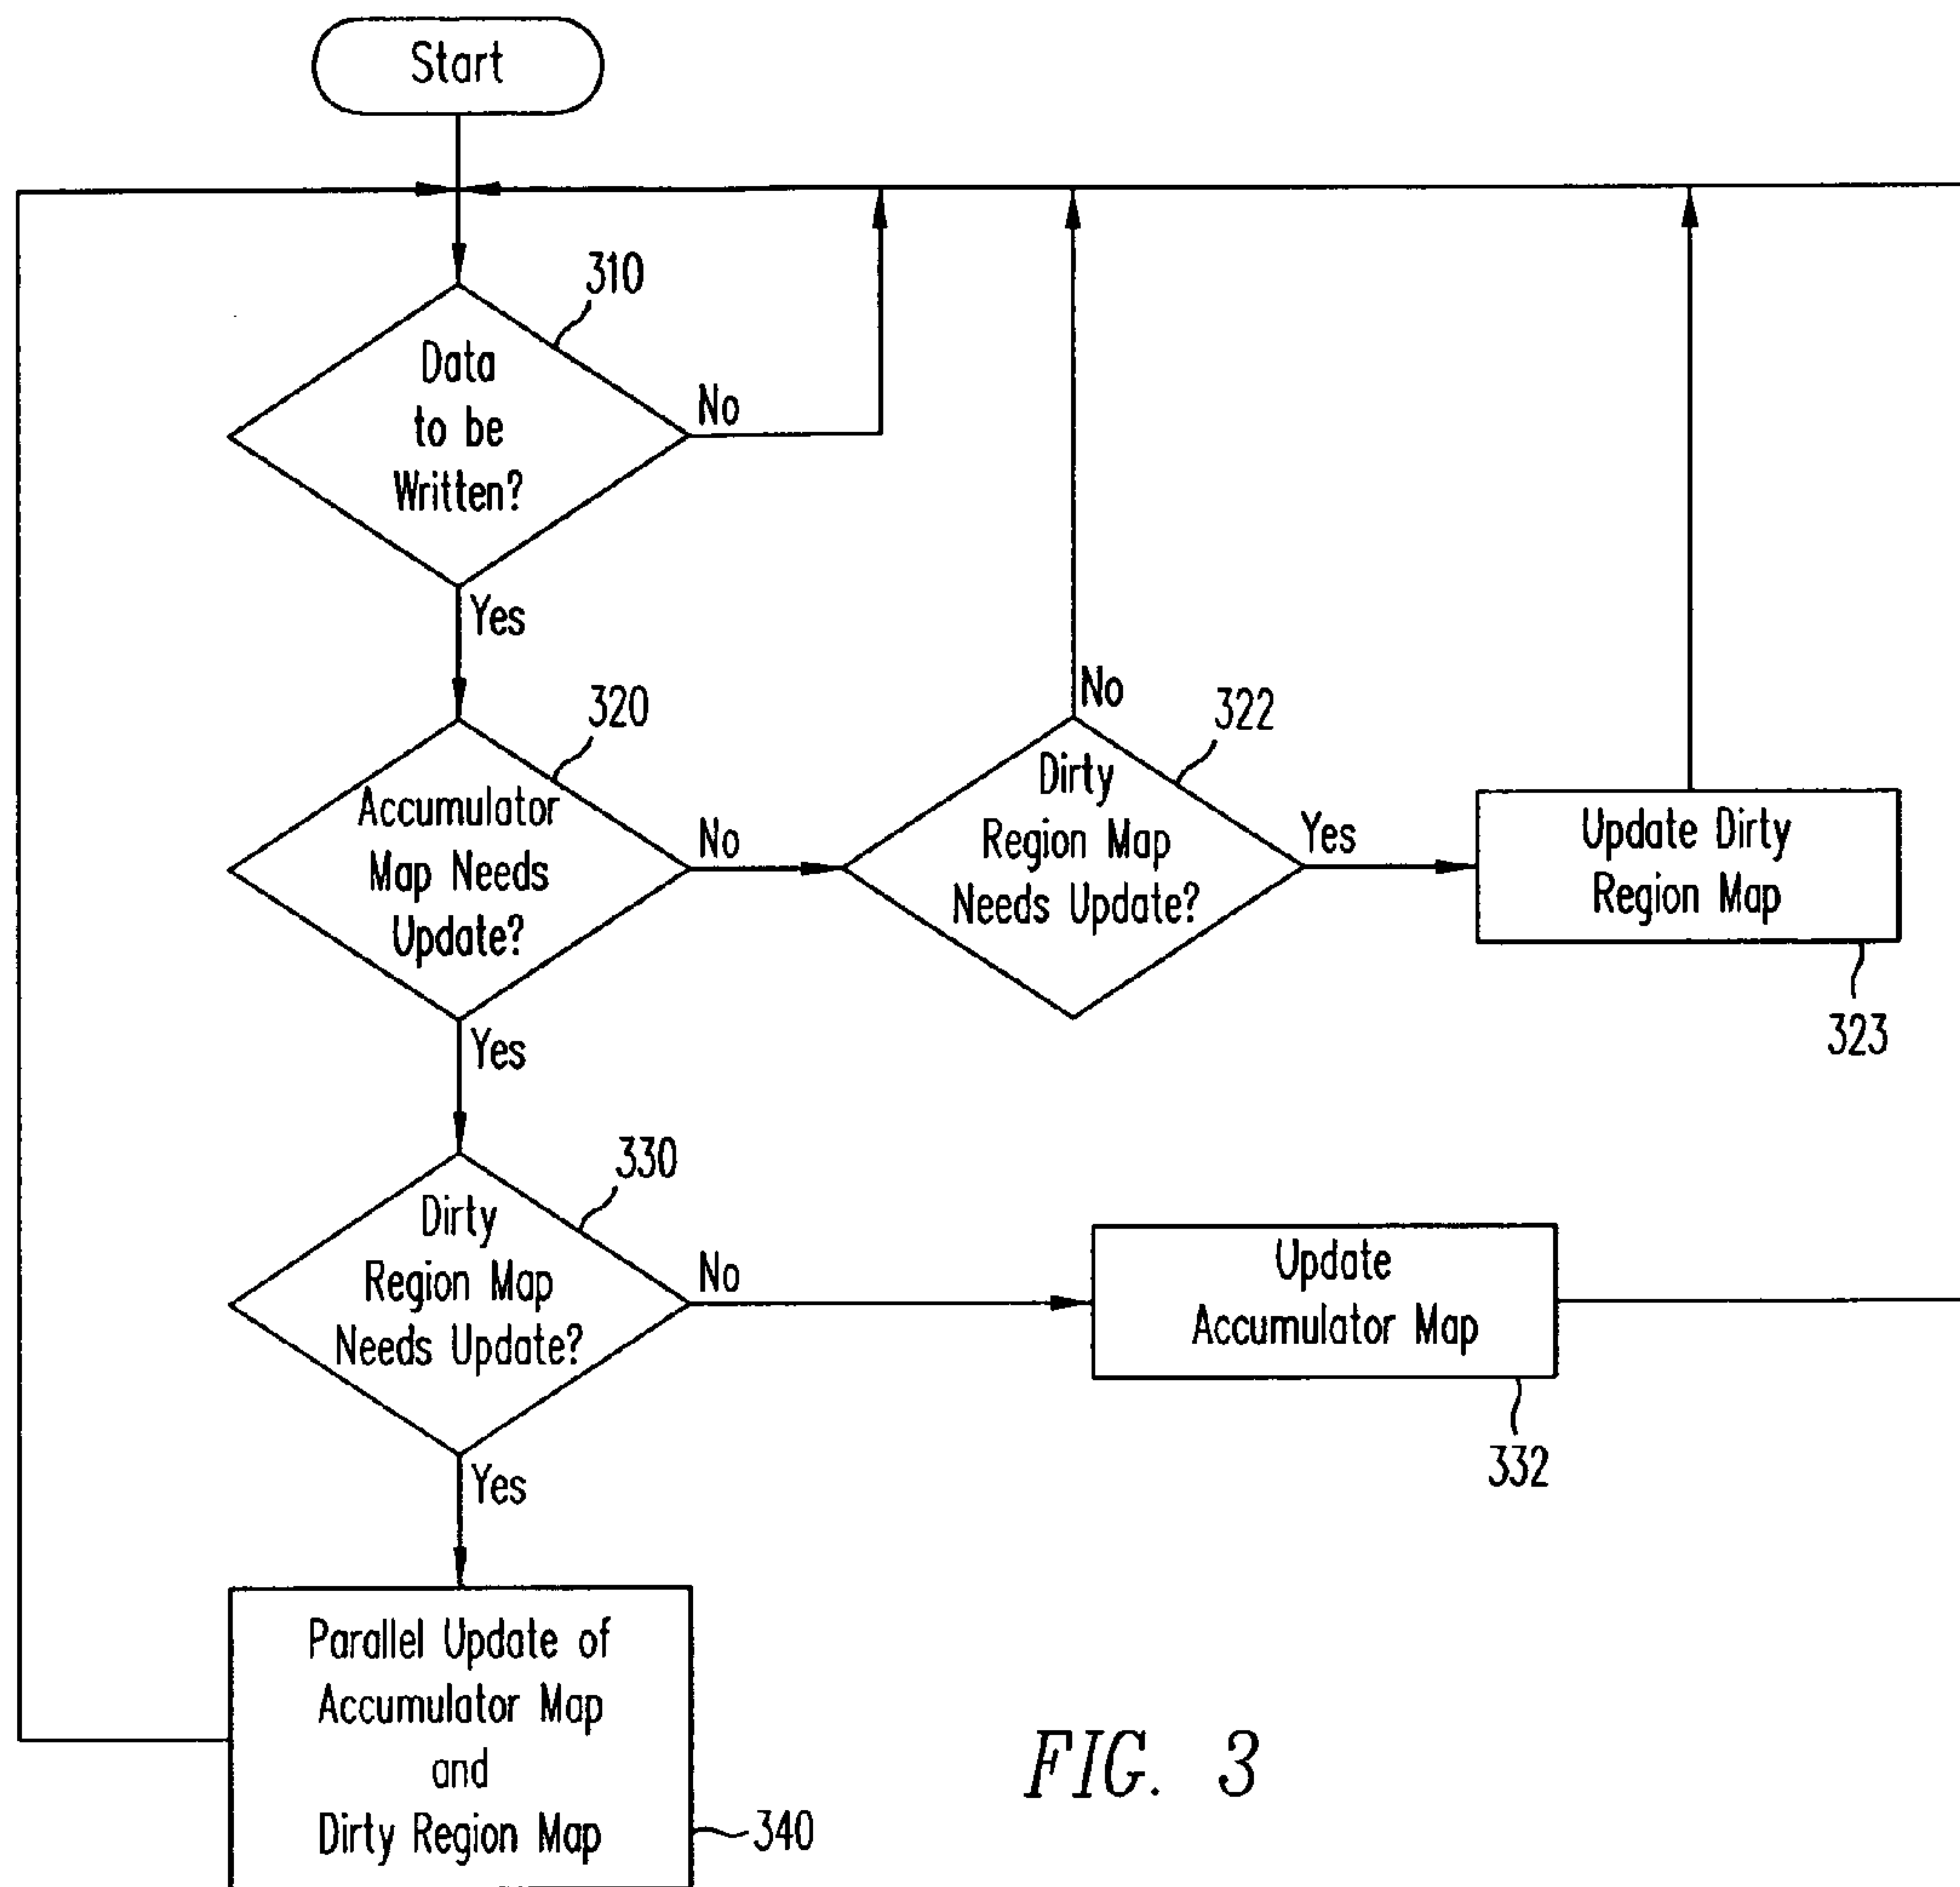 Start
310
Data
to be
Written?
No
Yes
320
Accumulator
Map Needs
Update?
No
No
322
Dirty
Region Map
Needs Update?
Yes
Update Dirty
Region Map
323
Yes
330
Dirty
Region Map
Needs Update?
No
Update
Accumulator Map
332
Yes
Parallel Update of
Accumulator Map
and
Dirty Region Map
340
FIG. 3